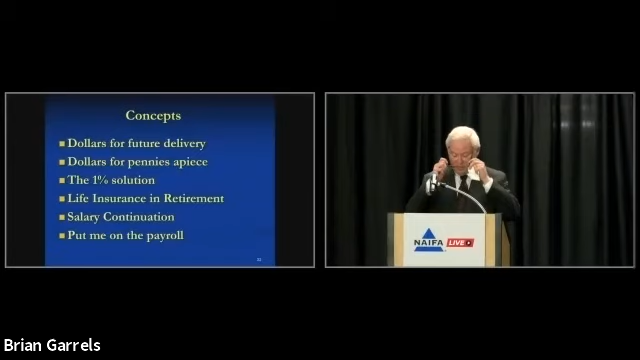 Concepts
Dollars for future delivery
Dollars for pennies apiece
The 1% solution
Life Insurance in Retirement
Salary Continuation
Put me on the payroll
NAIFA LIVE
Brian Garrels